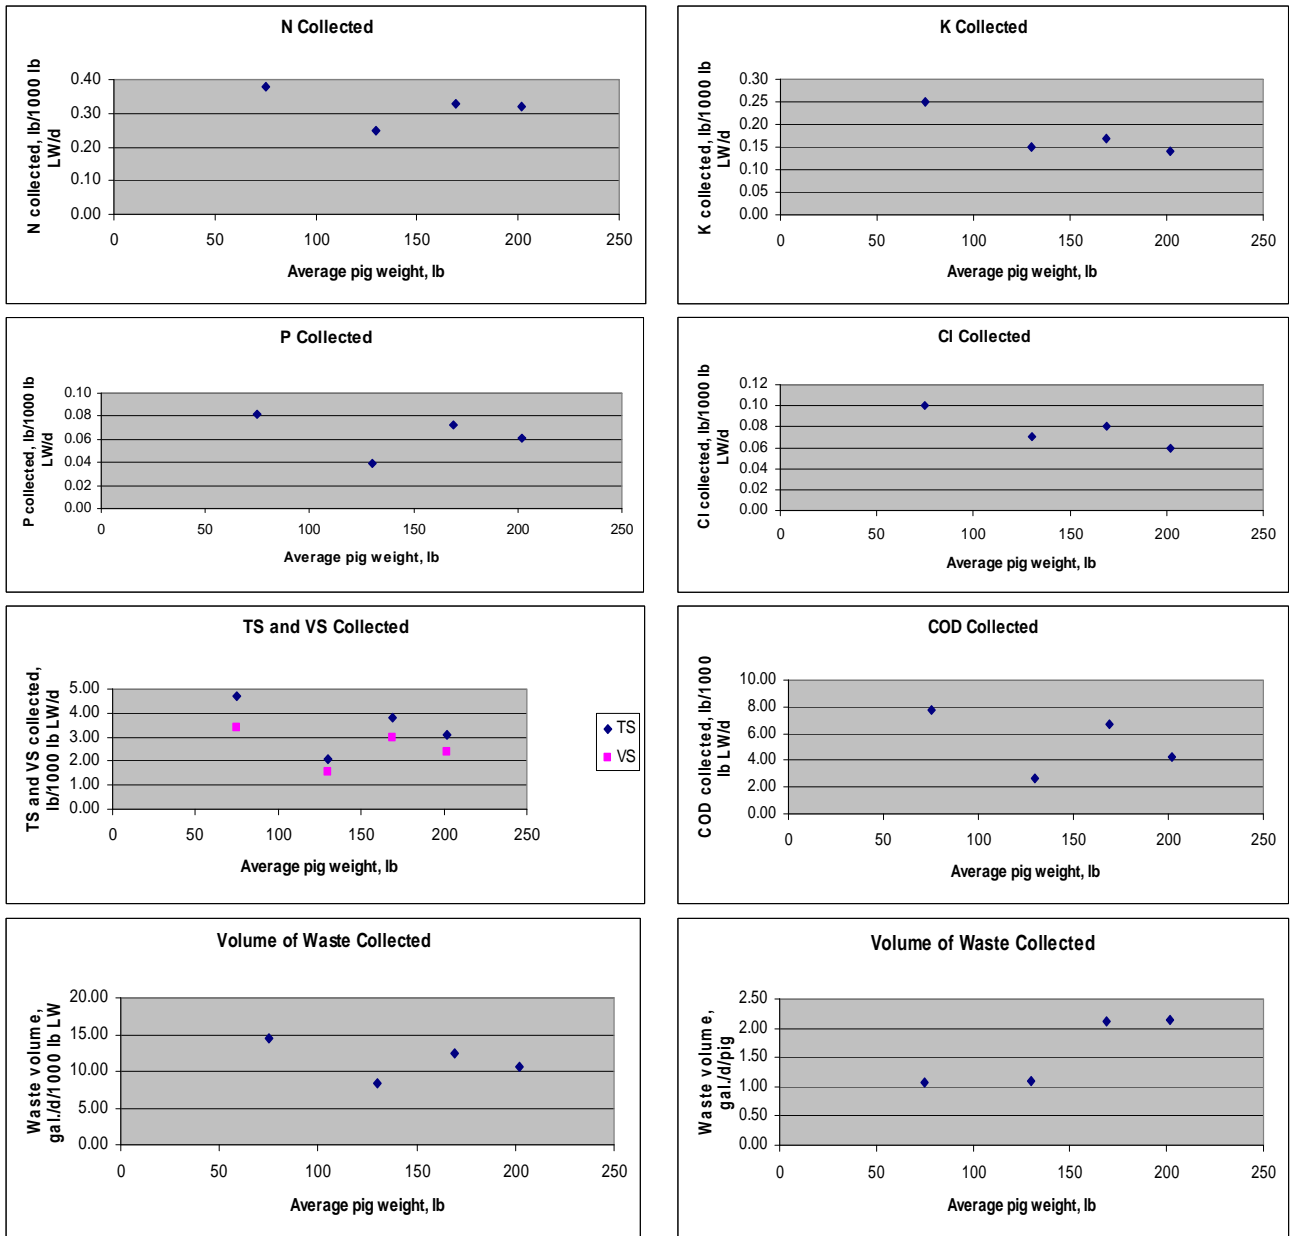 N Collected
N collected, lb/1000 lb
LW/d
0.40
0.30
0.20
0.10
0.00
0
50
100
150
200
250
Average pig weight, lb
K Collected
K collected, lb/1000 lb
LW/d
0.30
0.25
0.20
0.15
0.10
0.05
0.00
0
50
100
150
200
250
Average pig weight, lb
P Collected
P collected, lb/1000 lb
LW/d
0.10
0.08
0.06
0.04
0.02
0.00
0
50
100
150
200
250
Average pig weight, lb
Cl Collected
Cl collected, lb/1000 lb
LW/d
0.12
0.10
0.08
0.06
0.04
0.02
0.00
0
50
100
150
200
250
Average pig weight, lb
TS and VS Collected
TS and VS collected,
lb/1000 lb LW/d
5.00
4.00
3.00
2.00
1.00
0.00
0
50
100
150
200
250
Average pig weight, lb
TS
VS
COD Collected
COD collected, lb/1000
lb LW/d
10.00
8.00
6.00
4.00
2.00
0.00
0
50
100
150
200
250
Average pig weight, lb
Volume of Waste Collected
Waste volume,
gal./d/1000 lb LW
20.00
15.00
10.00
5.00
0.00
0
50
100
150
200
250
Average pig weight, lb
Volume of Waste Collected
Waste volume,
gal./d/pig
2.50
2.00
1.50
1.00
0.50
0.00
0
50
100
150
200
250
Average pig weight, lb